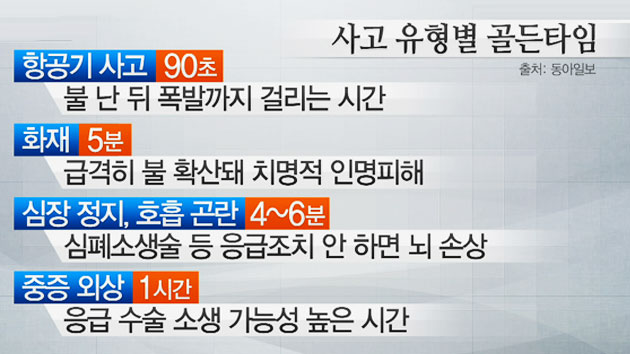 사고 유형별 골든타임
출처: 동아일보
항공기 사고 90초
불 난 뒤 폭발까지 걸리는 시간
화재 5분
급격히 불 확산돼 치명적 인명피해
심장 정지, 호흡 곤란 4~6분
심폐소생술 등 응급조치 안 하면 뇌 손상
중증 외상 1시간
응급 수술 소생 가능성 높은 시간